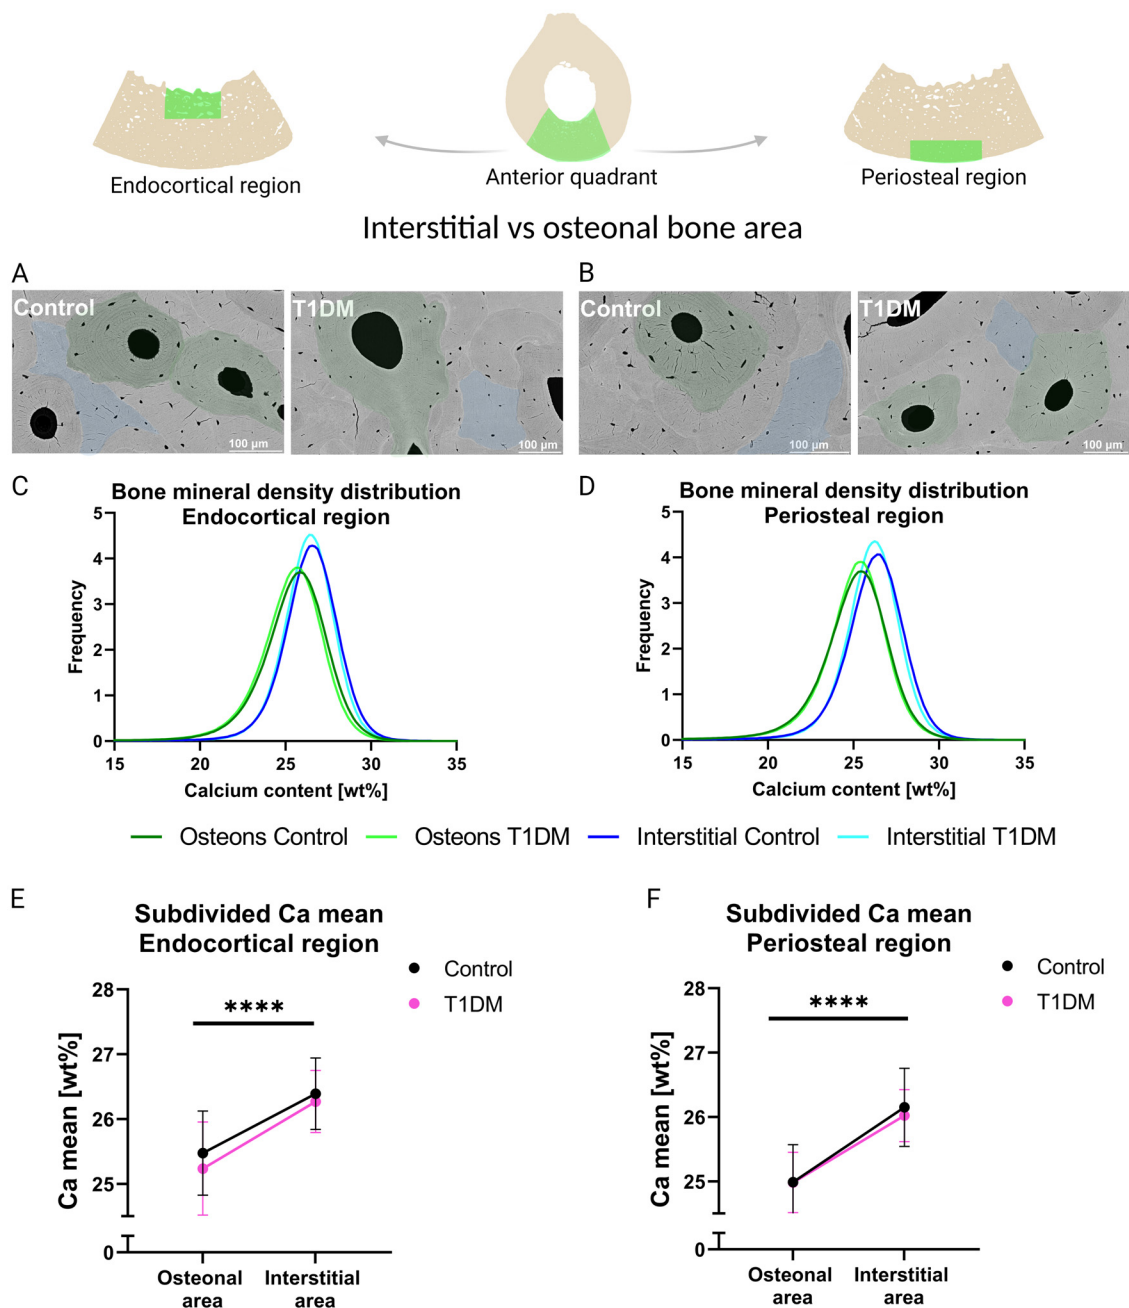 Endocortical region
Anterior quadrant
Periosteal region
Interstitial vs osteonal bone area
A
B
Control
T1DM
Control
T1DM
100 µm
100 µm
100 µm
100 µm
C
Bone mineral density distribution
Endocortical region
5
4
3
2
1
0
Frequency
15
20
25
30
35
Calcium content [wt%]
D
Bone mineral density distribution
Periosteal region
5
4
3
2
1
0
Frequency
15
20
25
30
35
Calcium content [wt%]
Osteons Control
Osteons T1DM
Interstitial Control
Interstitial T1DM
E
Subdivided Ca mean
Endocortical region
Control
T1DM
****
28
27
26
25
0
Ca mean [wt%]
Osteonal
area
Interstitial
area
F
Subdivided Ca mean
Periosteal region
Control
T1DM
****
28
27
26
25
0
Ca mean [wt%]
Osteonal
area
Interstitial
area